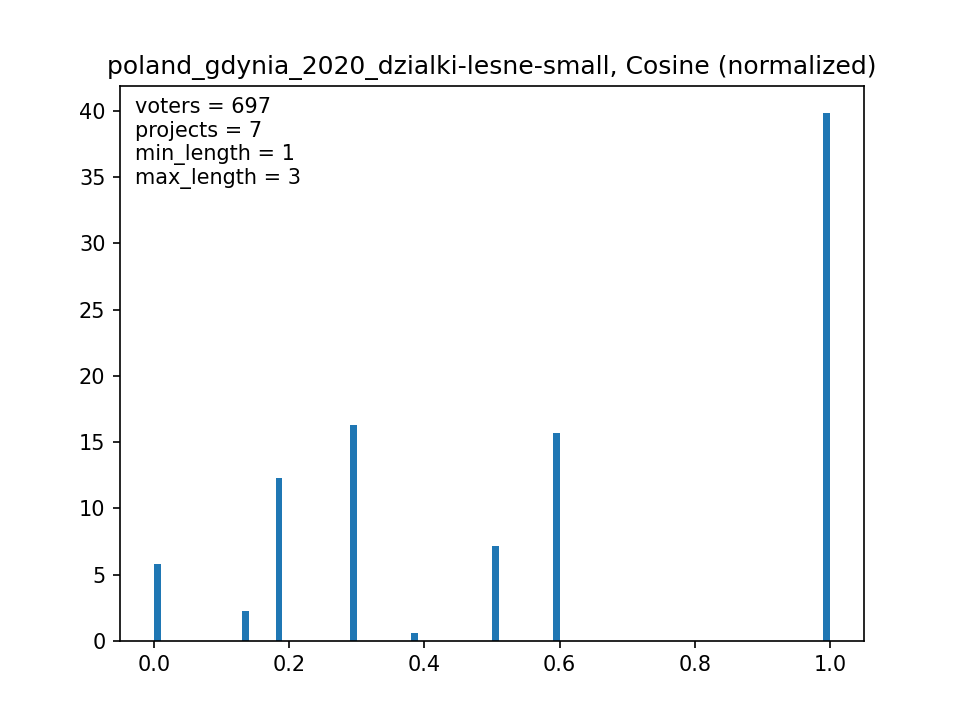 poland_gdynia_2020_dzialki-lesne-small, Cosine (normalized)
voters = 697
projects = 7
min_length = 1
max_length = 3
40
35
30
25
20
15
10
5
0
0.0 0.2 0.4 0.6 0.8 1.0